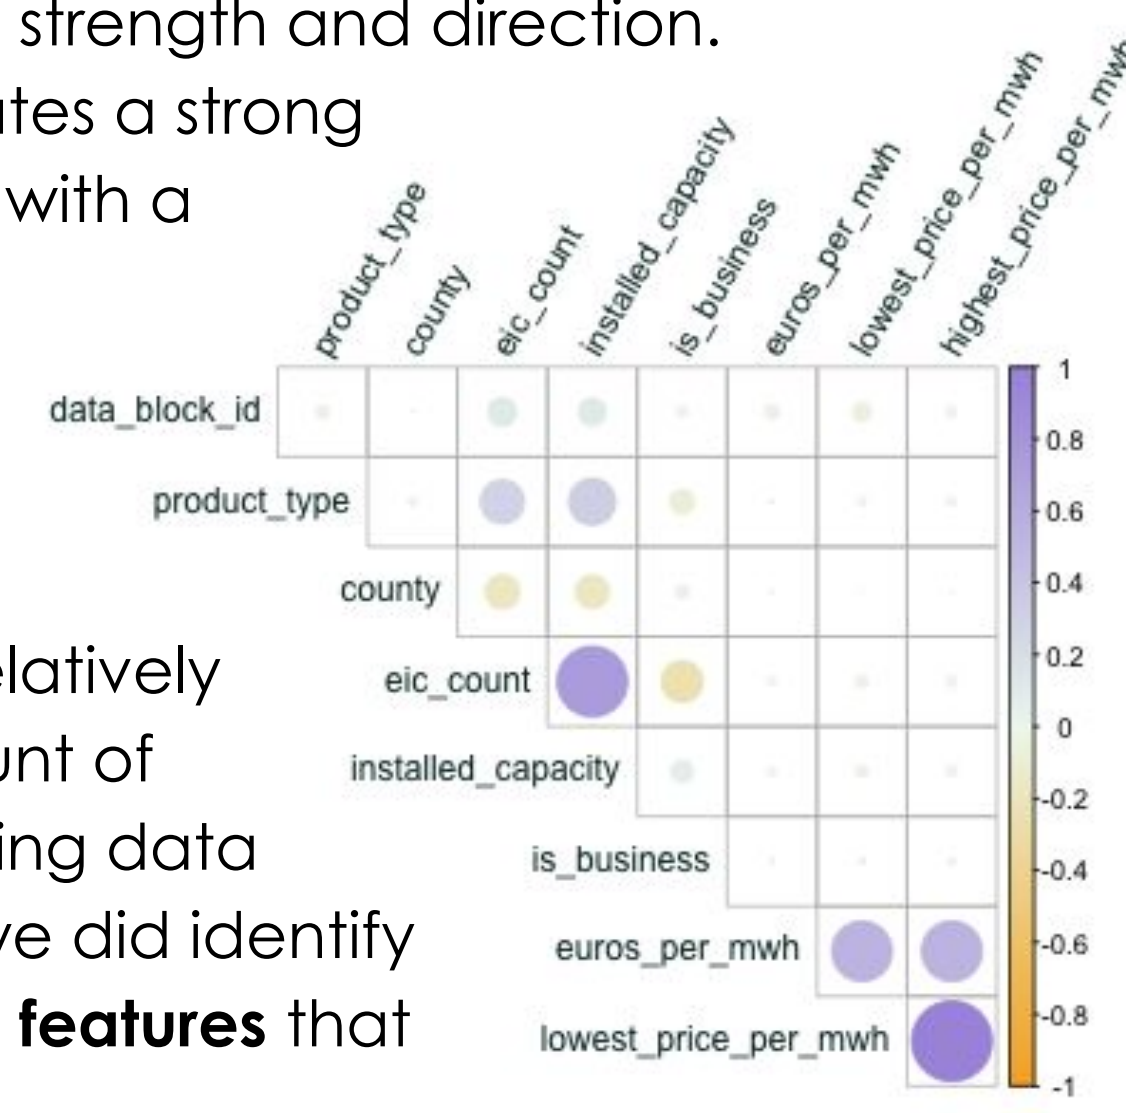 strength and direction.
ates a strong
with a
product_type
county
eic_count
installed_capacity
is_business
euros_per_mwh
lowest_price_per_mwh
highest_price_per_mwh
data_block_id
product_type
county
eic_count
installed_capacity
is_business
euros_per_mwh
lowest_price_per_mwh
1
0.8
0.6
0.4
0.2
0
-0.2
-0.4
-0.6
-0.8
-1
elatively
unt of
ing data
ve did identify
features that